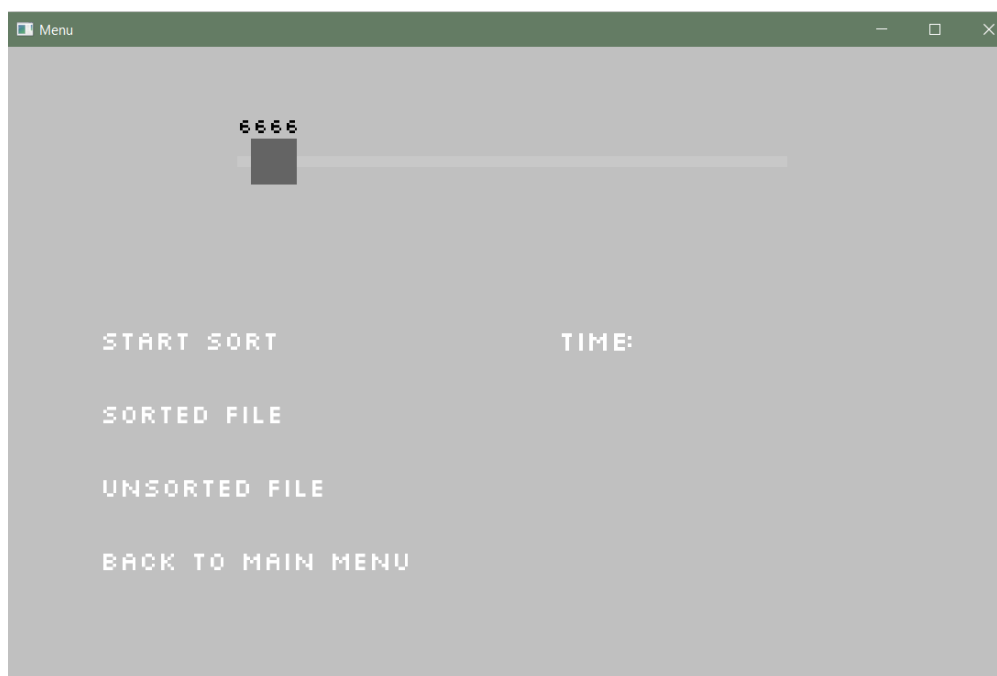 Menu
6666
START SORT
TIME:
SORTED FILE
UNSORTED FILE
BACK TO MAIN MENU